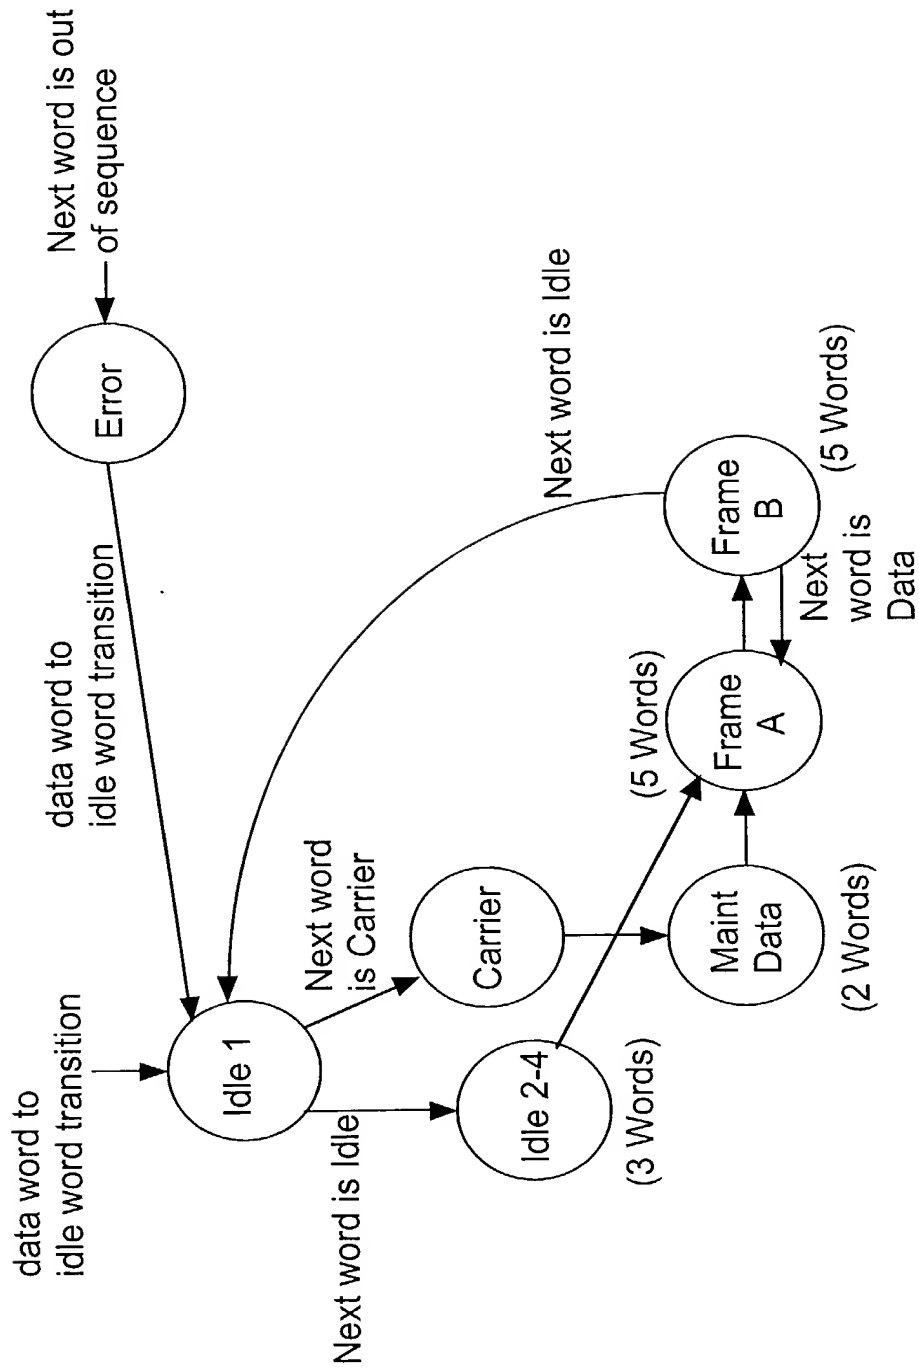 data word to
idle word transition
data word to
idle word transition
Next word is out
of sequence
Error
Idle 1
Next word is Idle
Next word
is Carrier
Next word is Idle
Idle 2-4
(3 Words)
Carrier
Maint
Data
(2 Words)
Frame
A
(5 Words)
Frame
B
(5 Words)
Next
word is
Data